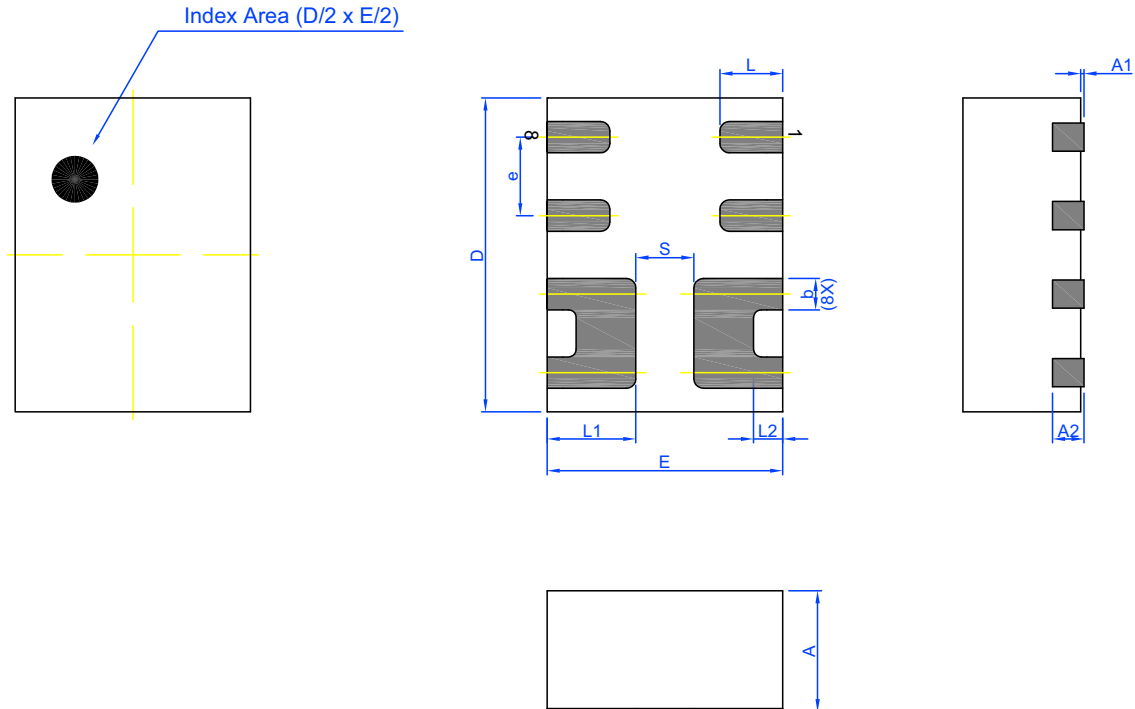 Index Area (D/2 x E/2)
L
A1
8
1
e
D
S
b
(8X)
L1
L2
A2
E
A